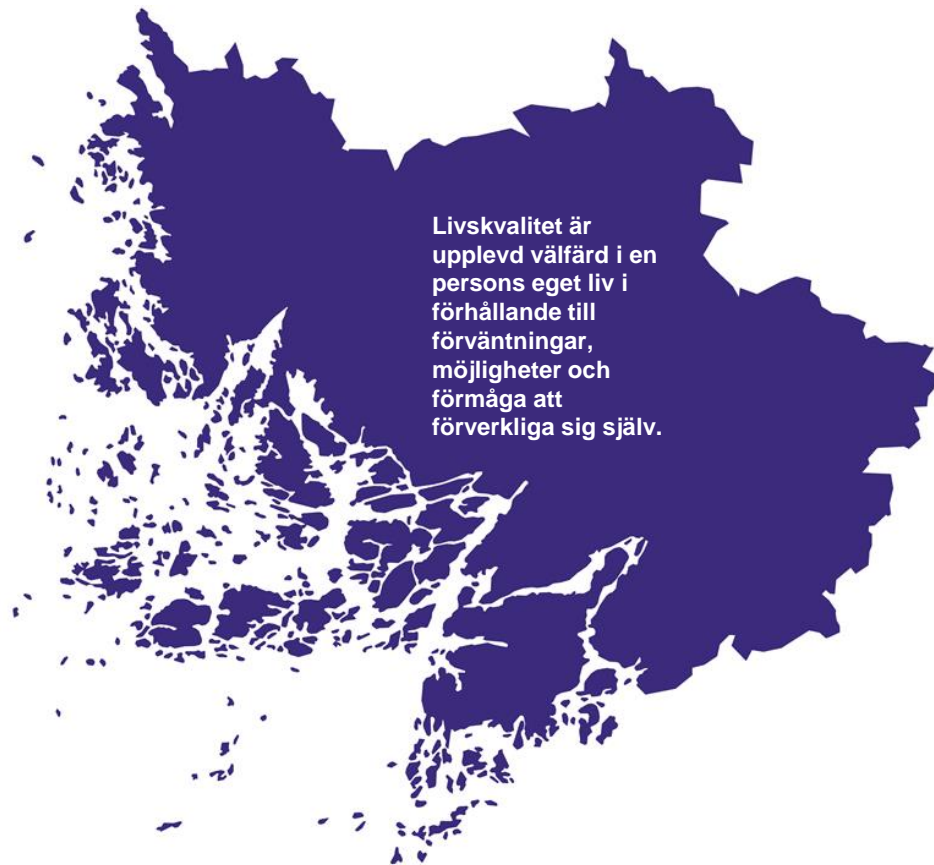 Livskvalitet är
upplevd välfärd i en
persons eget liv i
förhållande till
förväntningar,
möjligheter och
förmåga att
förverkliga sig själv.